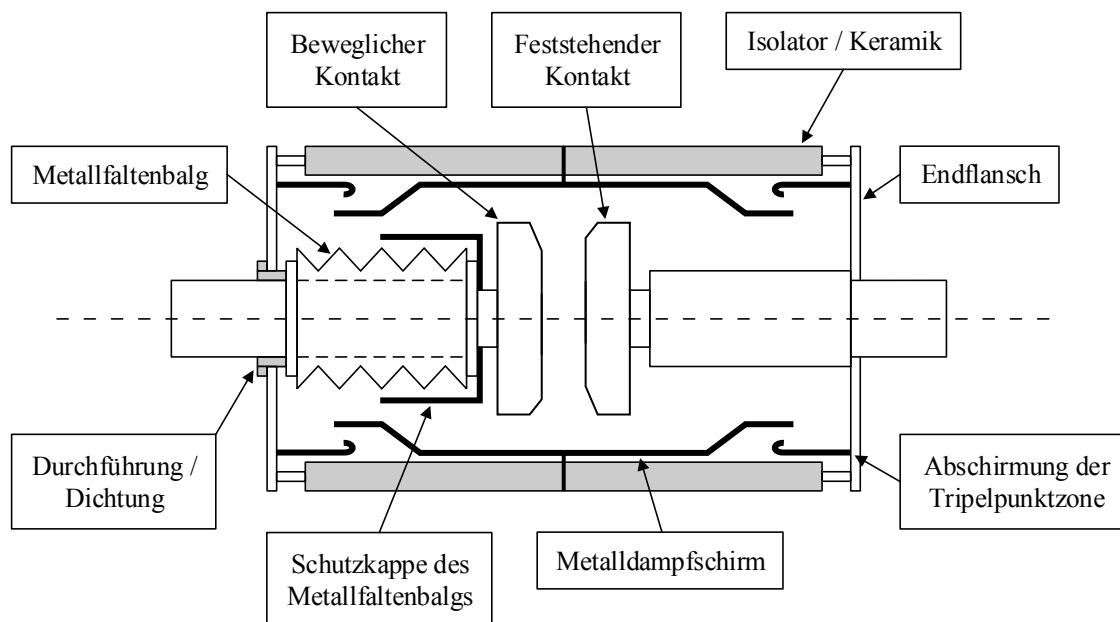 Beweglicher
Kontakt
Feststehender
Kontakt
Isolator / Keramik
Metallfaltenbalg
Endflansch
Durchführung /
Dichtung
Schutzkappe des
Metallfaltenbalgs
Metalldampfschirm
Abschirmung der
Tripelpunktzone